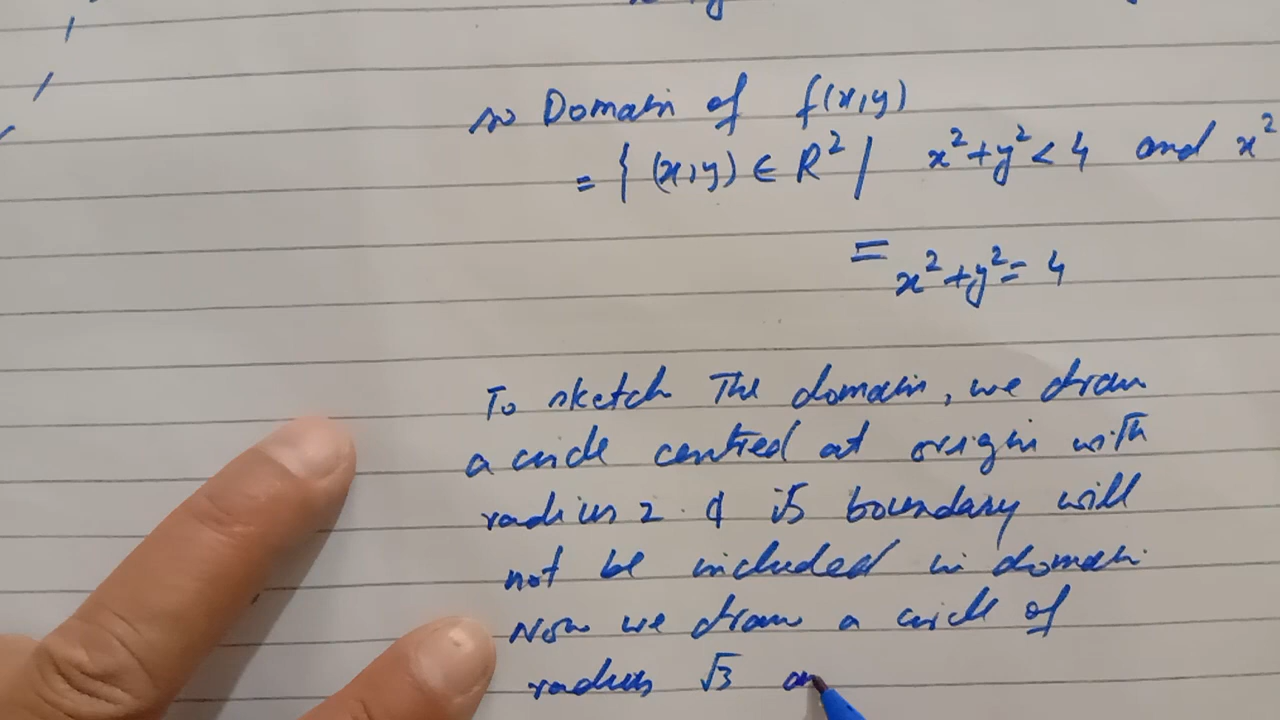 so Domain of f(x,y)
= { (x,y) ∈ R² | x²+y² < 4 and x²
= x²+y² = 4
To sketch The domain, we draw
a circle centred at origin with
radius 2 & its boundary will
not be included in domain.
Now we draw a circle of
radius √3 an